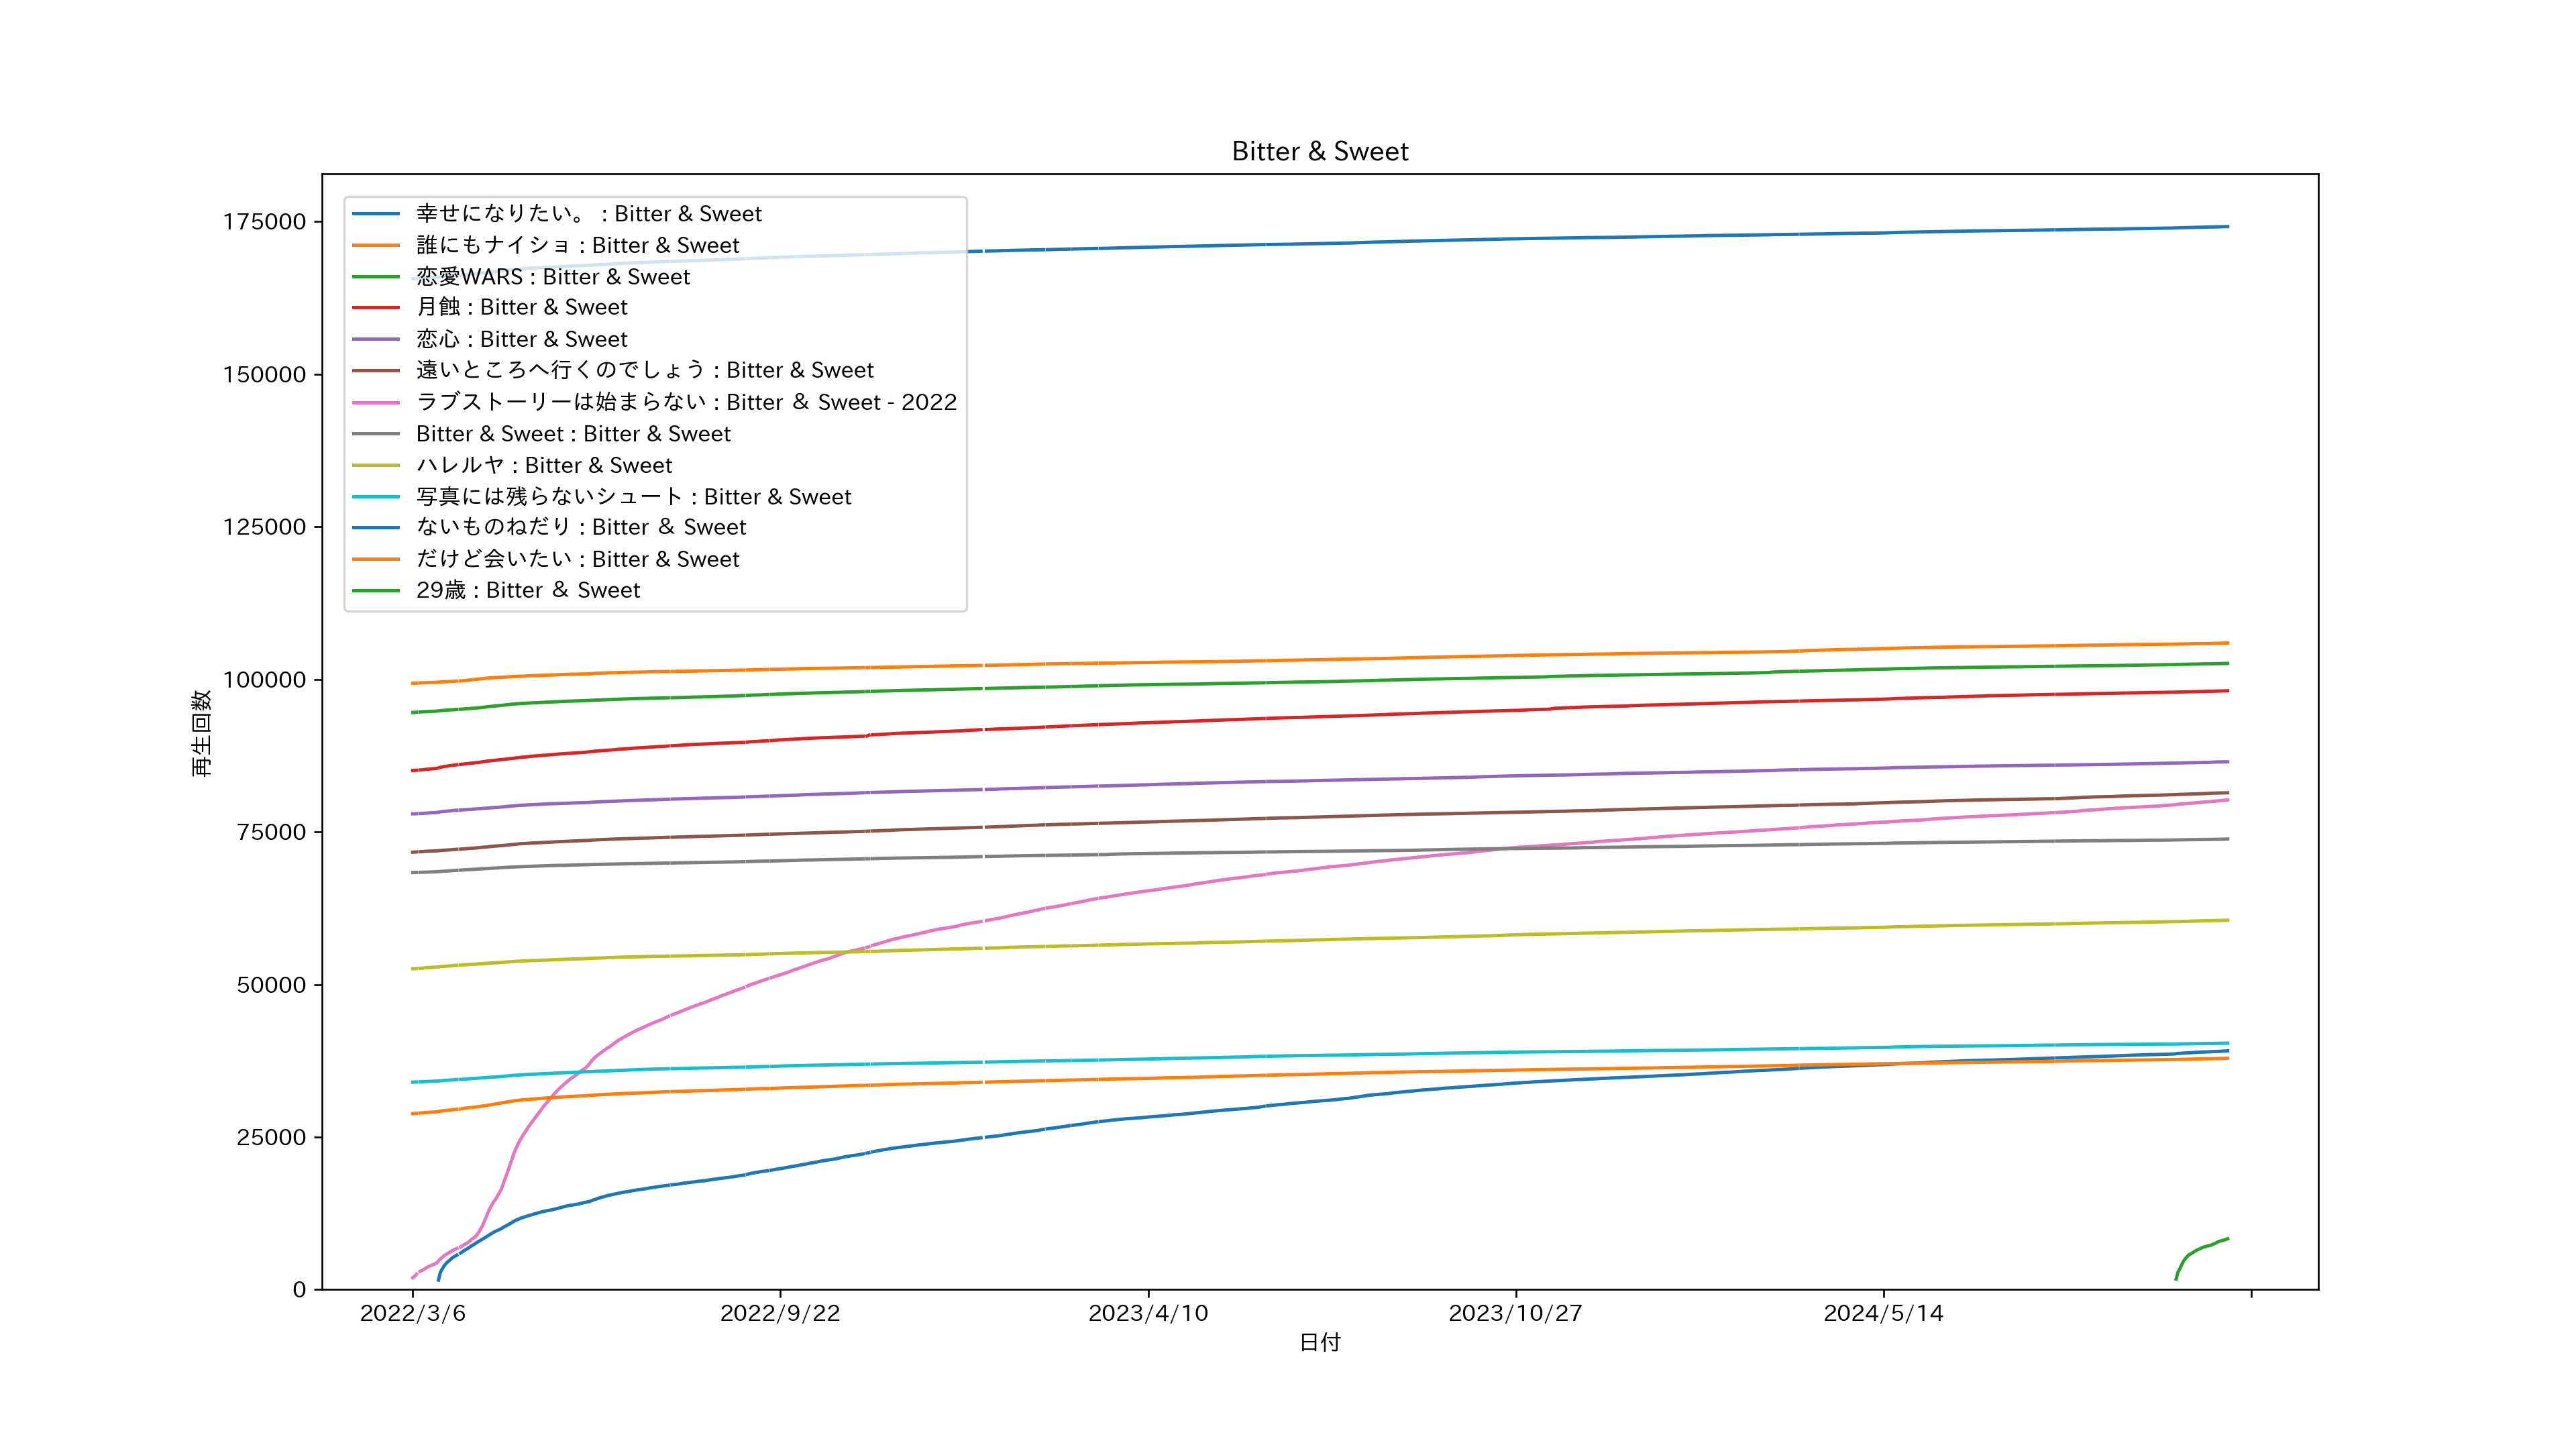 Bitter & Sweet
175000
150000
125000
100000
75000
50000
25000
0
再生回数
幸せになりたい。 : Bitter & Sweet
誰にもナイショ : Bitter & Sweet
恋愛WARS : Bitter & Sweet
月蝕 : Bitter & Sweet
恋心 : Bitter & Sweet
遠いところへ行くのでしょう : Bitter & Sweet
ラブストーリーは始まらない : Bitter ＆ Sweet - 2022
Bitter & Sweet : Bitter & Sweet
ハレルヤ : Bitter & Sweet
写真には残らないシュート : Bitter & Sweet
ないものねだり : Bitter ＆ Sweet
だけど会いたい : Bitter & Sweet
29歳 : Bitter ＆ Sweet
2022/3/6 2022/9/22 2023/4/10 2023/10/27 2024/5/14
日付